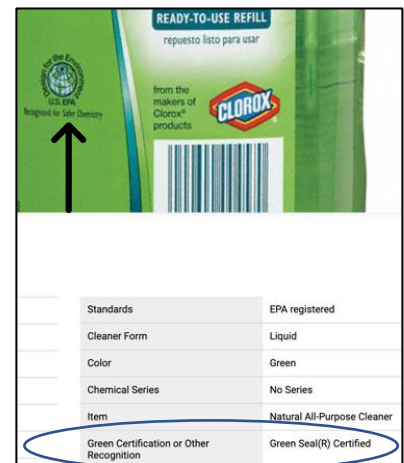 READY-TO-USE REFILL
repuesto listo para usar
Design for the Environment
U.S. EPA
Recognized for Safer Chemistry
from the
makers of
Clorox®
products
CLOROX
Standards EPA registered
Cleaner Form Liquid
Color Green
Chemical Series No Series
Item Natural All-Purpose Cleaner
Green Certification or Other Green Seal(R) Certified
Recognition